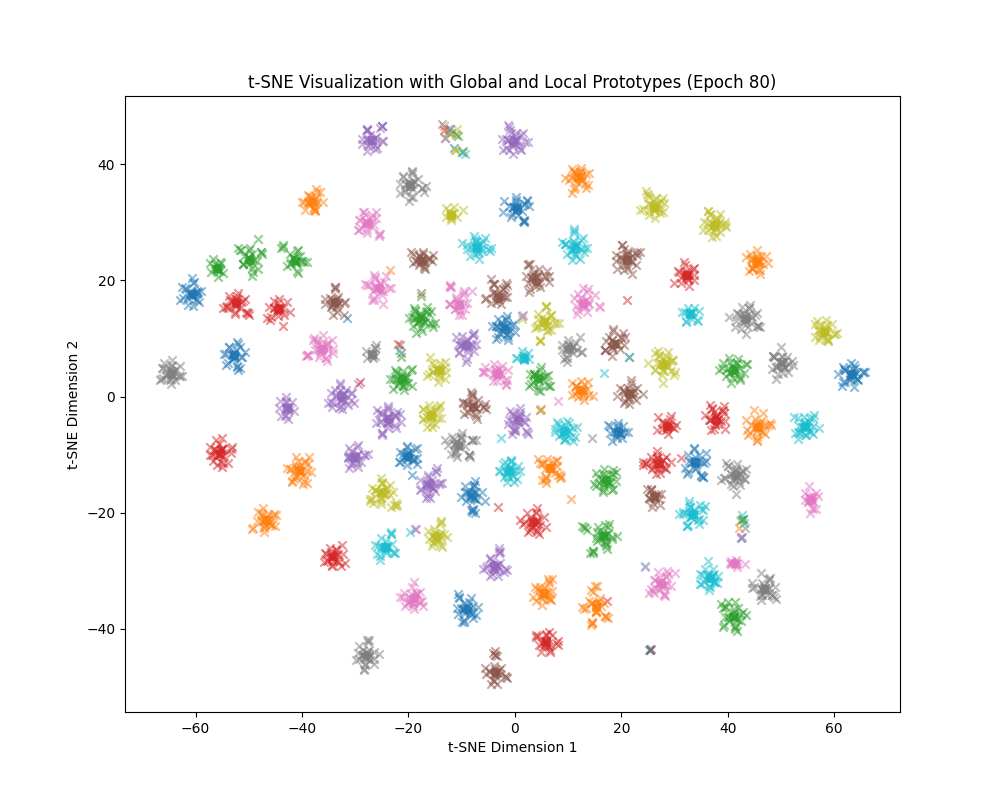 t-SNE Visualization with Global and Local Prototypes (Epoch 80)
40
20
0
−20
−40
t-SNE Dimension 2
−60 −40 −20 0 20 40 60
t-SNE Dimension 1